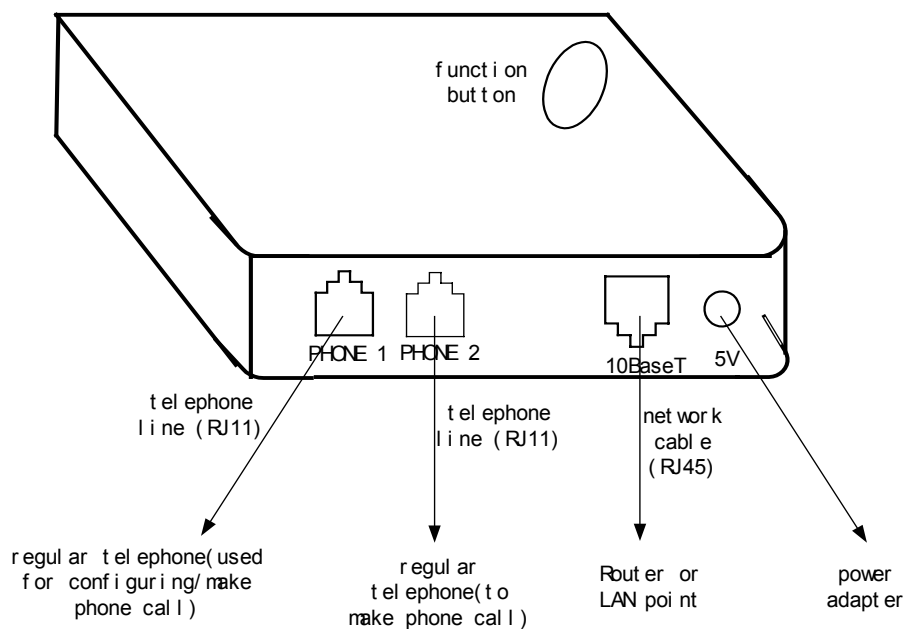 function
button
PHONE 1
PHONE 2
10BaseT
5V
telephone
line (RJ11)
telephone
line (RJ11)
network
cable
(RJ45)
regular telephone(used
for configuring/make
phone call)
regular
telephone(to
make phone call)
Router or
LAN point
power
adapter